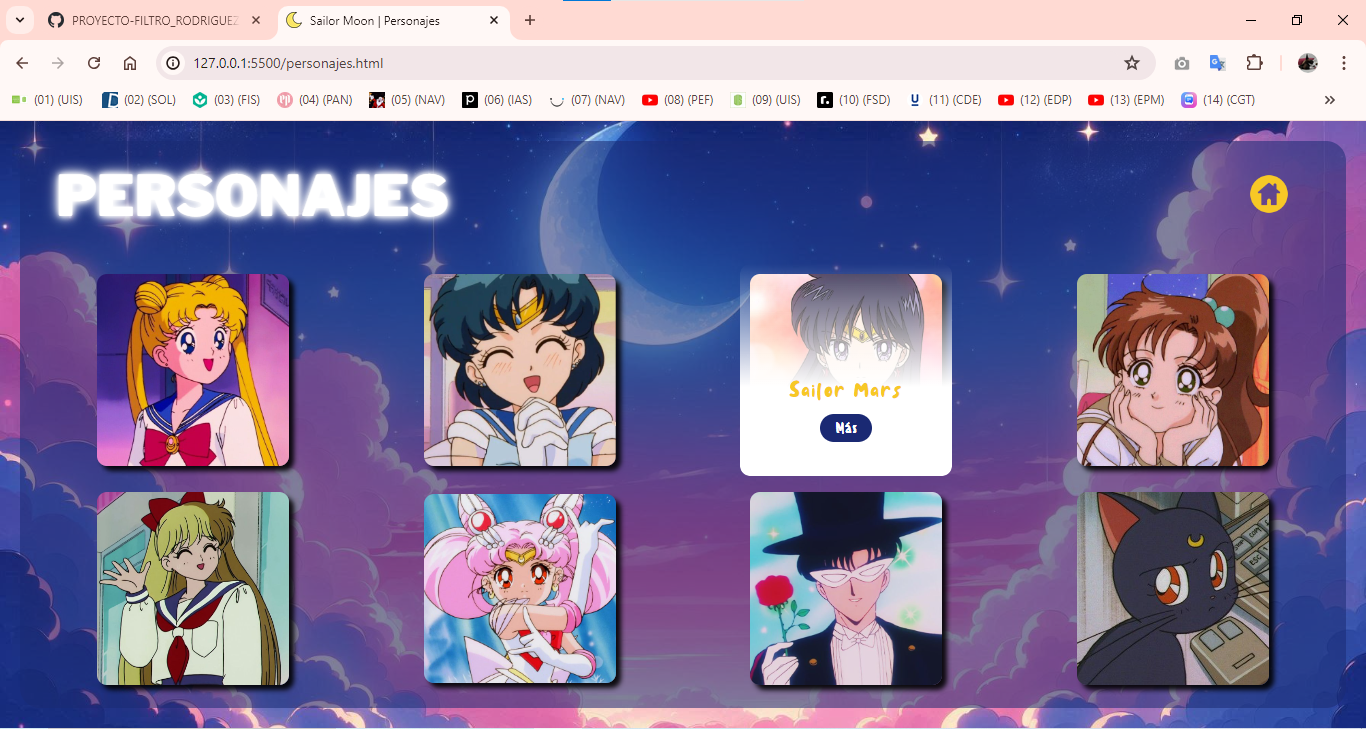 PROYECTO-FILTRO_RODRIGUEZ
Sailor Moon | Personajes
127.0.0.1:5500/personajes.html
(01) (UIS)
(02) (SOL)
(03) (FIS)
(04) (PAN)
(05) (NAV)
(06) (IAS)
(07) (NAV)
(08) (PEF)
(09) (UIS)
(10) (FSD)
(11) (CDE)
(12) (EDP)
(13) (EPM)
(14) (CGT)
PERSONAJES
Sailor Mars
Más